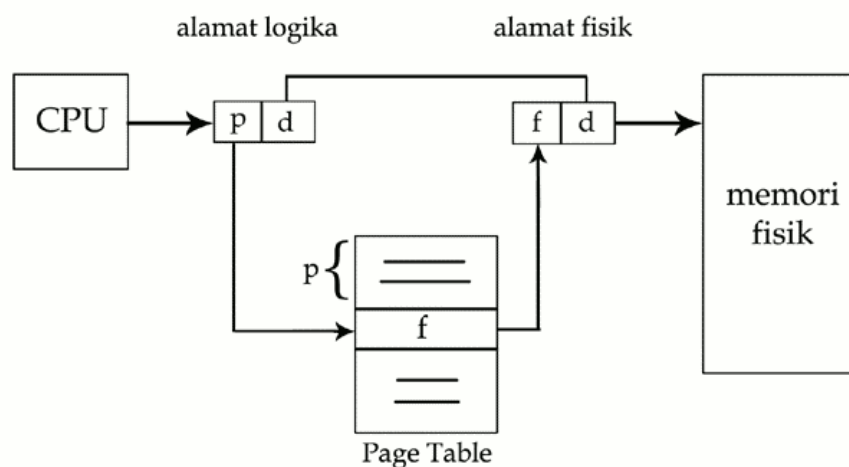 alamat logika
alamat fisik
CPU
p
d
f
d
memori
fisik
p
f
Page Table